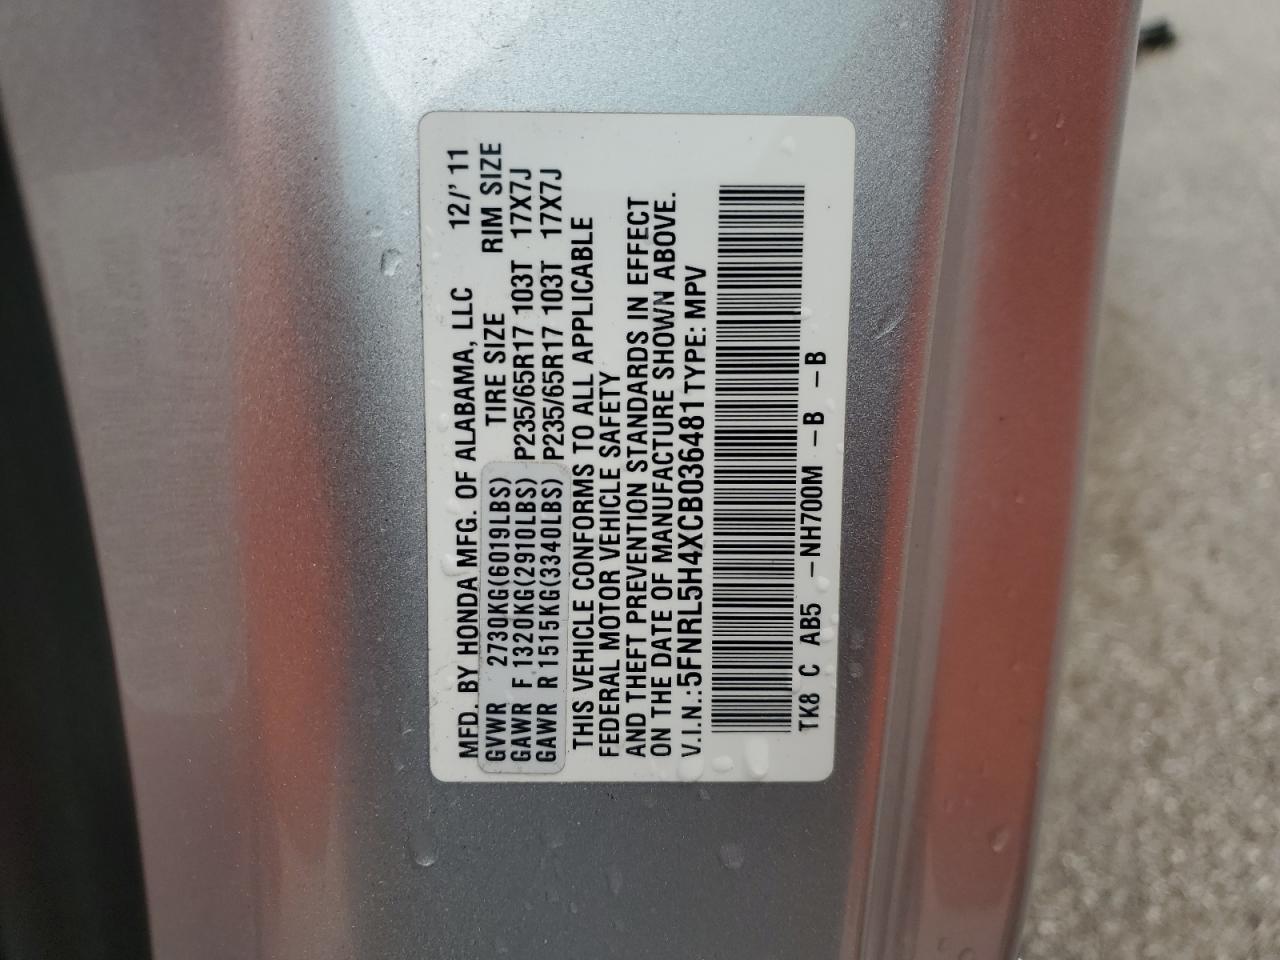 MFD. BY HONDA MFG. OF ALABAMA, LLC 12/'11
GVWR 2730KG(6019LBS) TIRE SIZE RIM SIZE
GAWR F 1320KG(2910LBS) P235/65R17 103T 17X7J
GAWR R 1515KG(3340LBS) P235/65R17 103T 17X7J
THIS VEHICLE CONFORMS TO ALL APPLICABLE
FEDERAL MOTOR VEHICLE SAFETY
AND THEFT PREVENTION STANDARDS IN EFFECT
ON THE DATE OF MANUFACTURE SHOWN ABOVE.
V.I.N.:5FNRL5H4XCB036481 TYPE: MPV
TK8 C AB5 -NH700M -B -B